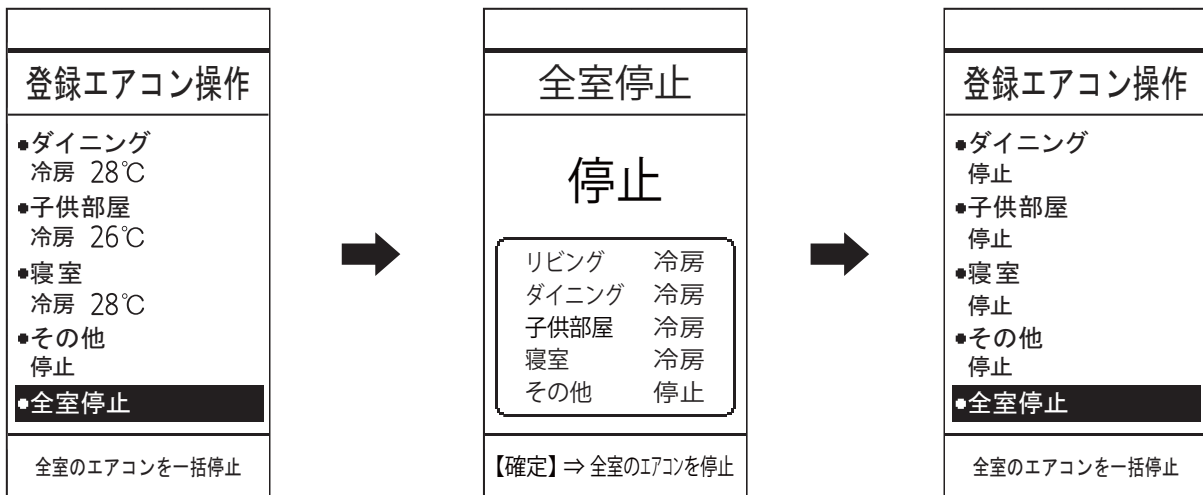 登録エアコン操作
●ダイニング
冷房 28℃
●子供部屋
冷房 26℃
●寝室
冷房 28℃
●その他
停止
●全室停止
全室のエアコンを一括停止
全室停止
停止
リビング 冷房
ダイニング 冷房
子供部屋 冷房
寝室 冷房
その他 停止
【確定】⇒ 全室のエアコンを停止
登録エアコン操作
●ダイニング
停止
●子供部屋
停止
●寝室
停止
●その他
停止
●全室停止
全室のエアコンを一括停止